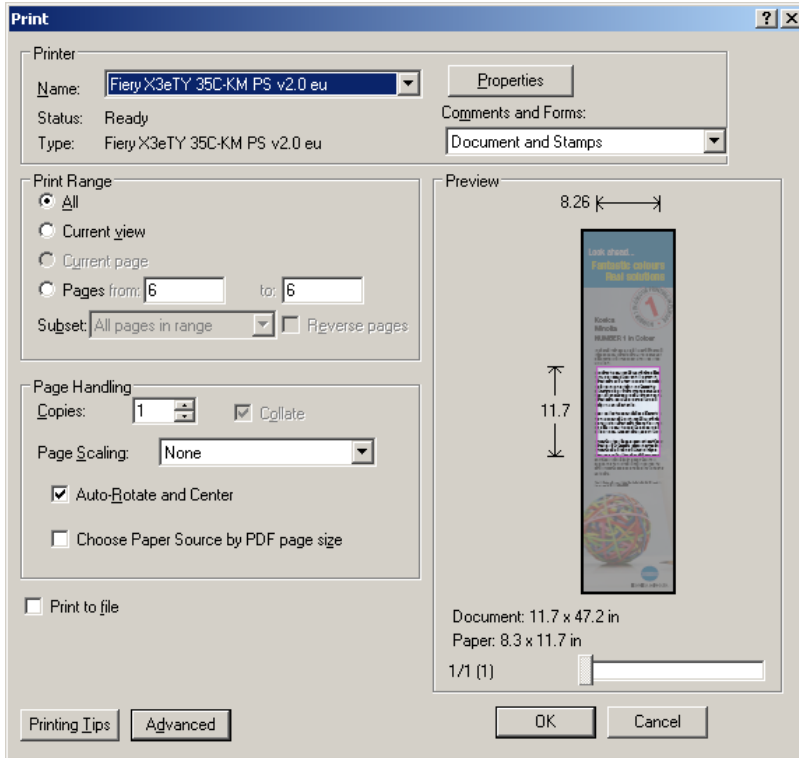 Print
Printer
Name: Fiery X3eTY 35C-KM PS v2.0 eu
Properties
Status: Ready
Comments and Forms:
Type: Fiery X3eTY 35C-KM PS v2.0 eu
Document and Stamps
Print Range
All
Current view
Current page
Pages from: 6 to: 6
Subset: All pages in range Reverse pages
Page Handling
Copies: 1 Collate
Page Scaling: None
Auto-Rotate and Center
Choose Paper Source by PDF page size
Print to file
Preview
8.26
Look ahead...
Fantastic colours
Real solutions
1
Konica
Minolta
NUMBER 1 in Colour
11.7
Document: 11.7 x 47.2 in
Paper: 8.3 x 11.7 in
1/1 (1)
Printing Tips
Advanced
OK
Cancel